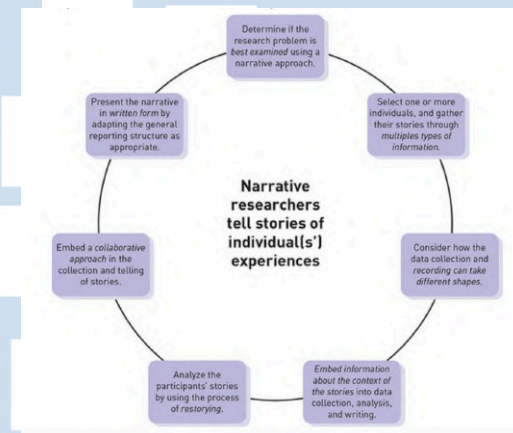 Determine if the
research problem is
best examined using a
narrative approach.
Select one or more
individuals, and gather
their stories through
multiple types of
information.
Consider how the
data collection and
recording can take
different shapes.
Embed information
about the context of
the stories into data
collection, analysis,
and writing.
Analyze the
participants' stories
by using the process
of restorying.
Embed a collaborative
approach in the
collection and telling
of stories.
Present the narrative
in written form by
adapting the general
reporting structure as
appropriate.
Narrative
researchers
tell stories of
individual(s')
experiences